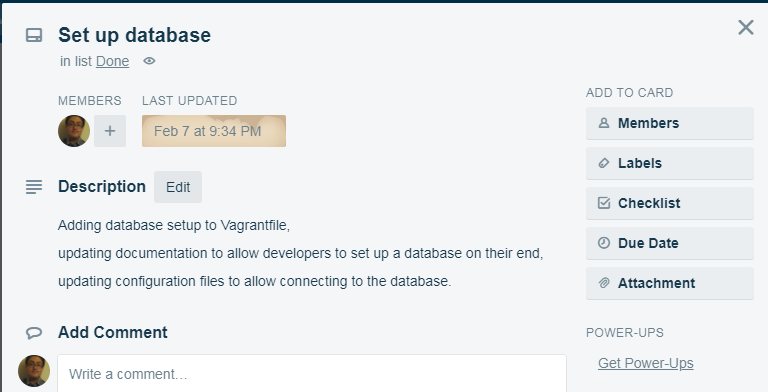 Set up database
in list Done
MEMBERS LAST UPDATED
+ Feb 7 at 9:34 PM
Description Edit
Adding database setup to Vagrantfile,
updating documentation to allow developers to set up a database on their end,
updating configuration files to allow connecting to the database.
Add Comment
Write a comment…
ADD TO CARD
Members
Labels
Checklist
Due Date
Attachment
POWER-UPS
Get Power-Ups